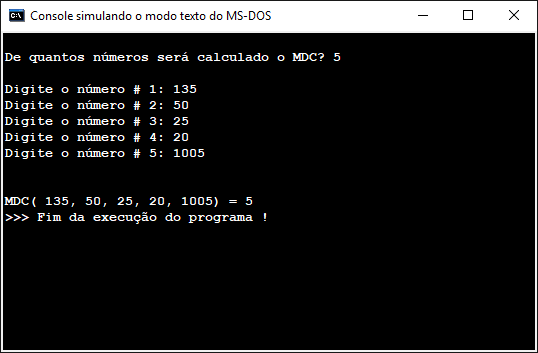 Console simulando o modo texto do MS-DOS
De quantos números será calculado o MDC? 5
Digite o número # 1: 135
Digite o número # 2: 50
Digite o número # 3: 25
Digite o número # 4: 20
Digite o número # 5: 1005
MDC( 135, 50, 25, 20, 1005) = 5
>>> Fim da execução do programa !